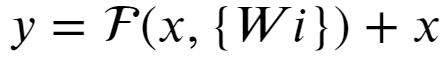 y = ℱ(x, {Wi}) + x